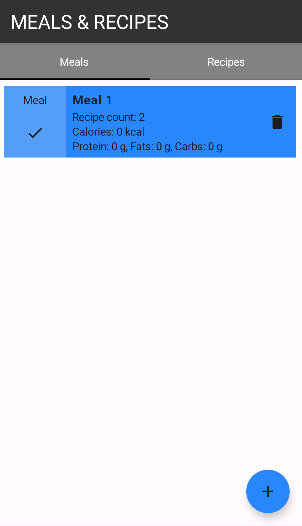 MEALS & RECIPES
Meals
Recipes
Meal
Meal 1
Recipe count: 2
Calories: 0 kcal
Protein: 0 g, Fats: 0 g, Carbs: 0 g